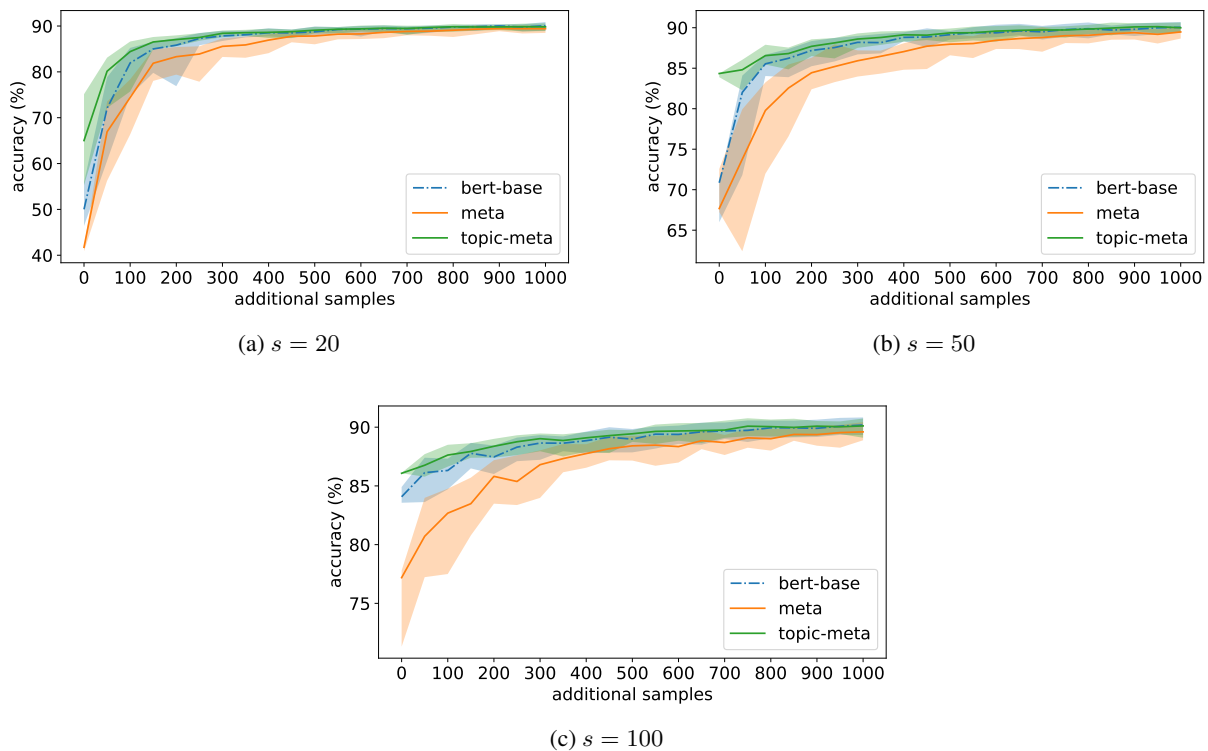 90
80
70
60
50
40
accuracy (%)
bert-base
meta
topic-meta
0 100 200 300 400 500 600 700 800 900 1000
additional samples
(a) s = 20
90
85
80
75
70
65
accuracy (%)
bert-base
meta
topic-meta
0 100 200 300 400 500 600 700 800 900 1000
additional samples
(b) s = 50
90
85
80
75
accuracy (%)
bert-base
meta
topic-meta
0 100 200 300 400 500 600 700 800 900 1000
additional samples
(c) s = 100